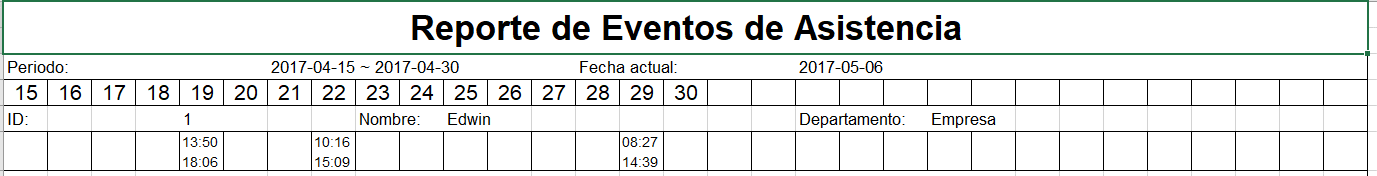 Reporte de Eventos de Asistencia
Periodo: 2017-04-15 ~ 2017-04-30 Fecha actual: 2017-05-06
15 16 17 18 19 20 21 22 23 24 25 26 27 28 29 30
ID: 1 Nombre: Edwin Departamento: Empresa
13:50 10:16 08:27
18:06 15:09 14:39